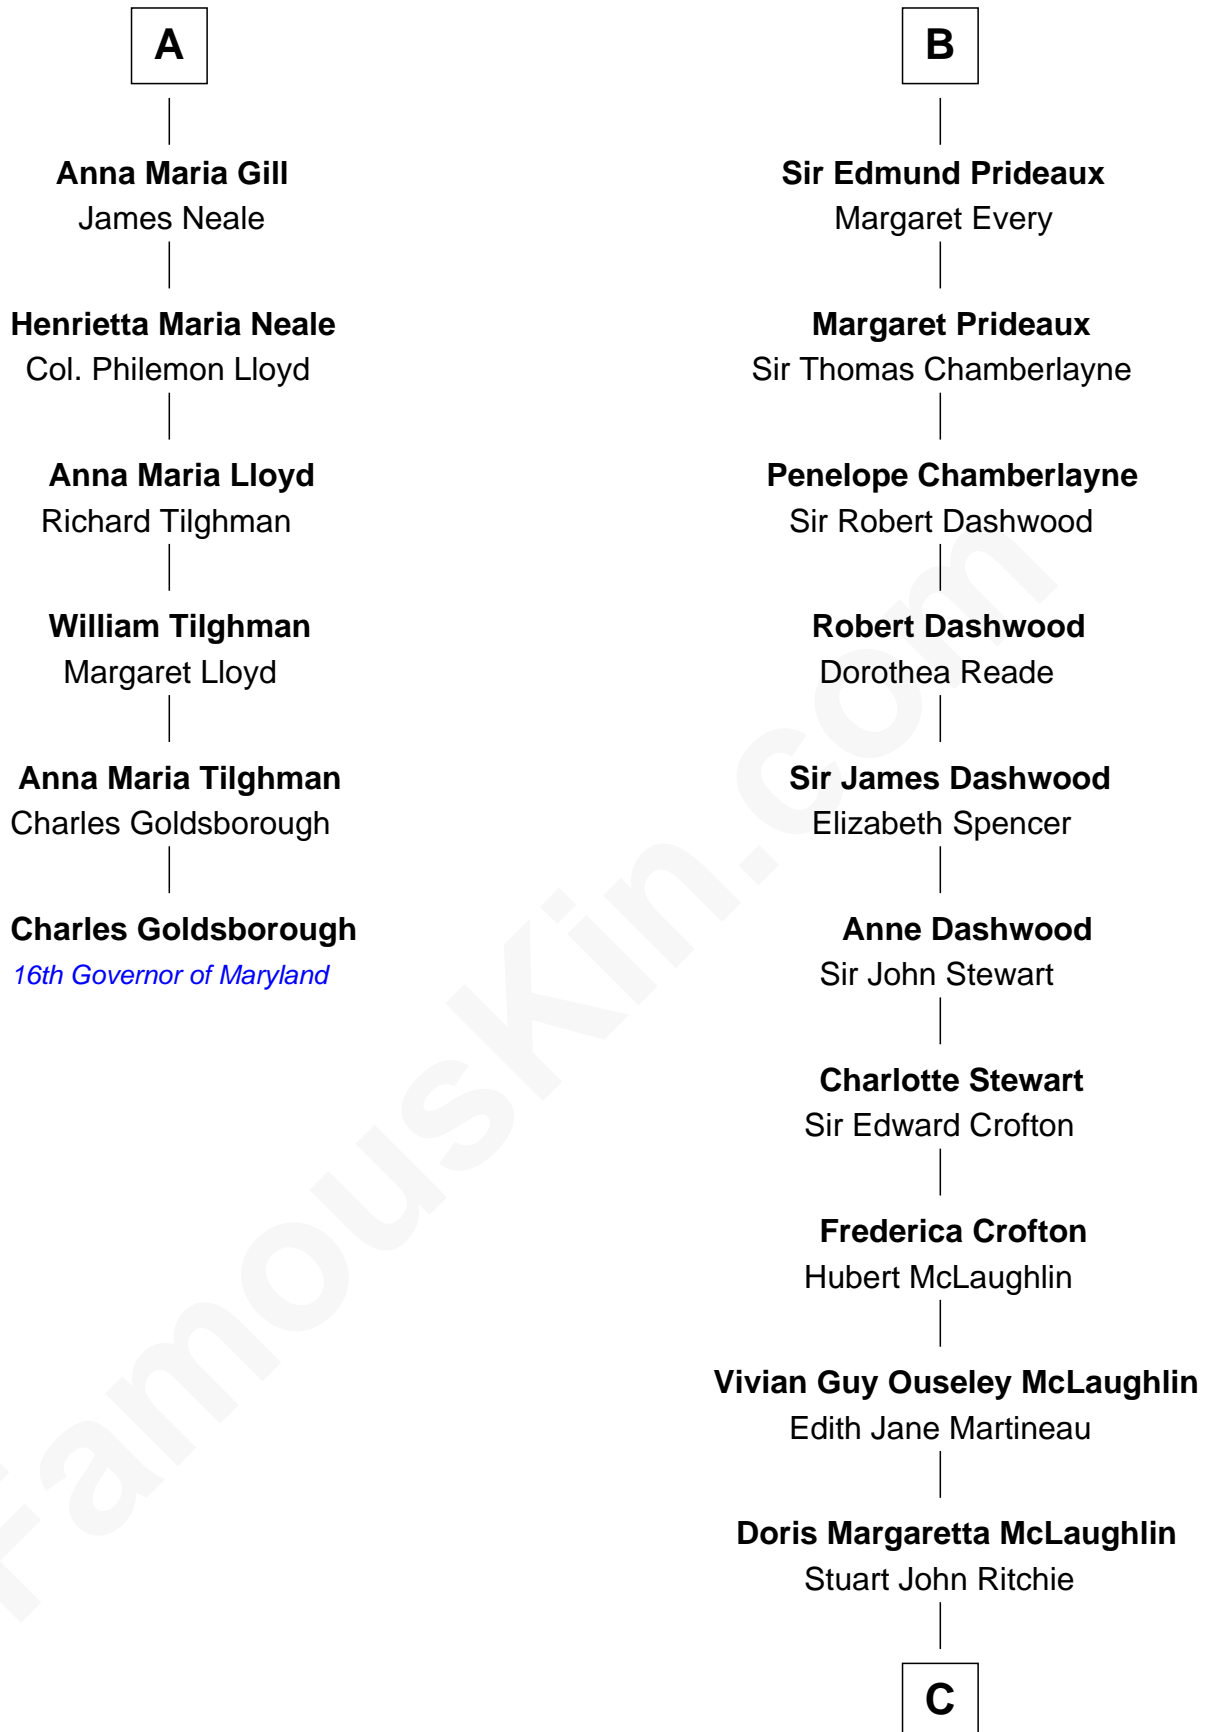 A
Anna Maria Gill
James Neale
Henrietta Maria Neale
Col. Philemon Lloyd
Anna Maria Lloyd
Richard Tilghman
William Tilghman
Margaret Lloyd
Anna Maria Tilghman
Charles Goldsborough
Charles Goldsborough
16th Governor of Maryland
B
Sir Edmund Prideaux
Margaret Every
Margaret Prideaux
Sir Thomas Chamberlayne
Penelope Chamberlayne
Sir Robert Dashwood
Robert Dashwood
Dorothea Reade
Sir James Dashwood
Elizabeth Spencer
Anne Dashwood
Sir John Stewart
Charlotte Stewart
Sir Edward Crofton
Frederica Crofton
Hubert McLaughlin
Vivian Guy Ouseley McLaughlin
Edith Jane Martineau
Doris Margaretta McLaughlin
Stuart John Ritchie
C
FamousKin.com